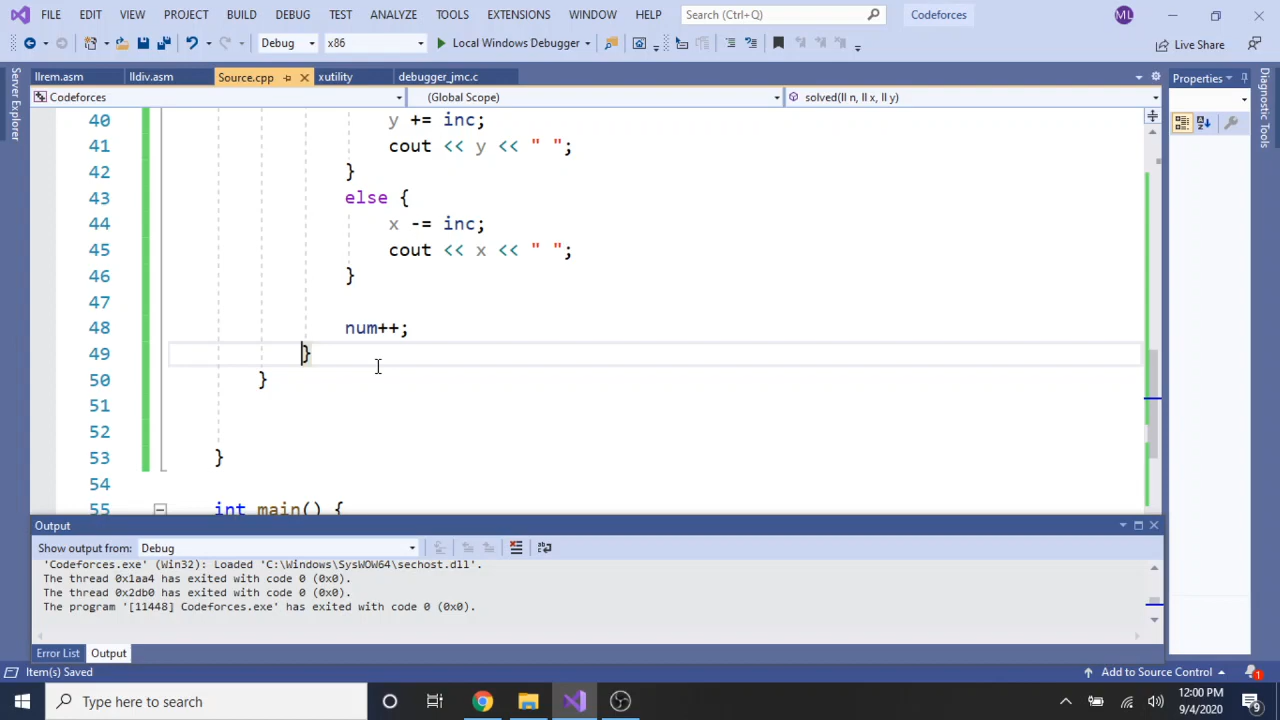 FILE EDIT VIEW PROJECT BUILD DEBUG TEST ANALYZE TOOLS EXTENSIONS WINDOW HELP Search (Ctrl+Q) Codeforces ML
Debug x86 Local Windows Debugger Live Share
llrem.asm lldiv.asm Source.cpp xutility debugger_jmc.c Properties
Codeforces (Global Scope) solved(ll n, ll x, ll y)
Server Explorer
Diagnostic Tools
40 y += inc;
41 cout << y << " ";
42 }
43 else {
44 x -= inc;
45 cout << x << " ";
46 }
47
48 num++;
49 }
50 }
51
52
53 }
54
55 int main() {
Output
Show output from: Debug
'Codeforces.exe' (Win32): Loaded 'C:\Windows\SysWOW64\sechost.dll'.
The thread 0x1aa4 has exited with code 0 (0x0).
The thread 0x2db0 has exited with code 0 (0x0).
The program '[11448] Codeforces.exe' has exited with code 0 (0x0).
Error List Output
Item(s) Saved Add to Source Control 1
Type here to search 12:00 PM
9/4/2020 9